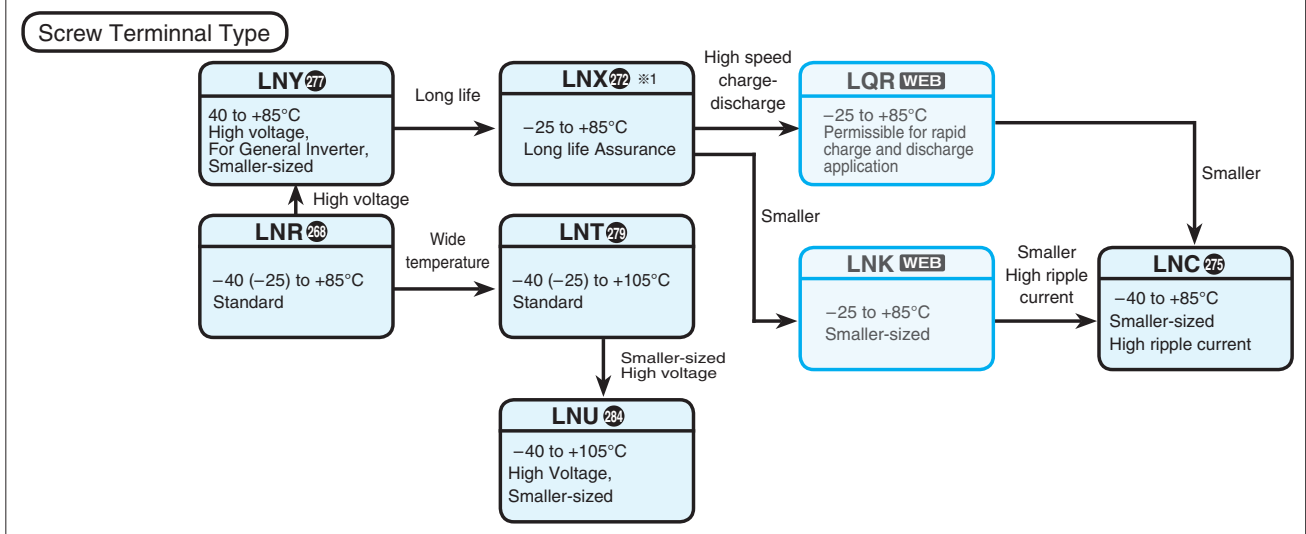 Screw Terminnal Type
LNY 277
40 to +85°C
High voltage,
For General Inverter,
Smaller-sized
Long life
LNX 272 ※1
−25 to +85°C
Long life Assurance
High speed
charge-
discharge
LQR WEB
−25 to +85°C
Permissible for rapid
charge and discharge
application
Smaller
High voltage
LNR 268
−40 (−25) to +85°C
Standard
Wide
temperature
LNT 279
−40 (−25) to +105°C
Standard
Smaller
LNK WEB
−25 to +85°C
Smaller-sized
Smaller
High ripple
current
LNC 275
−40 to +85°C
Smaller-sized
High ripple current
Smaller-sized
High voltage
LNU 284
−40 to +105°C
High Voltage,
Smaller-sized